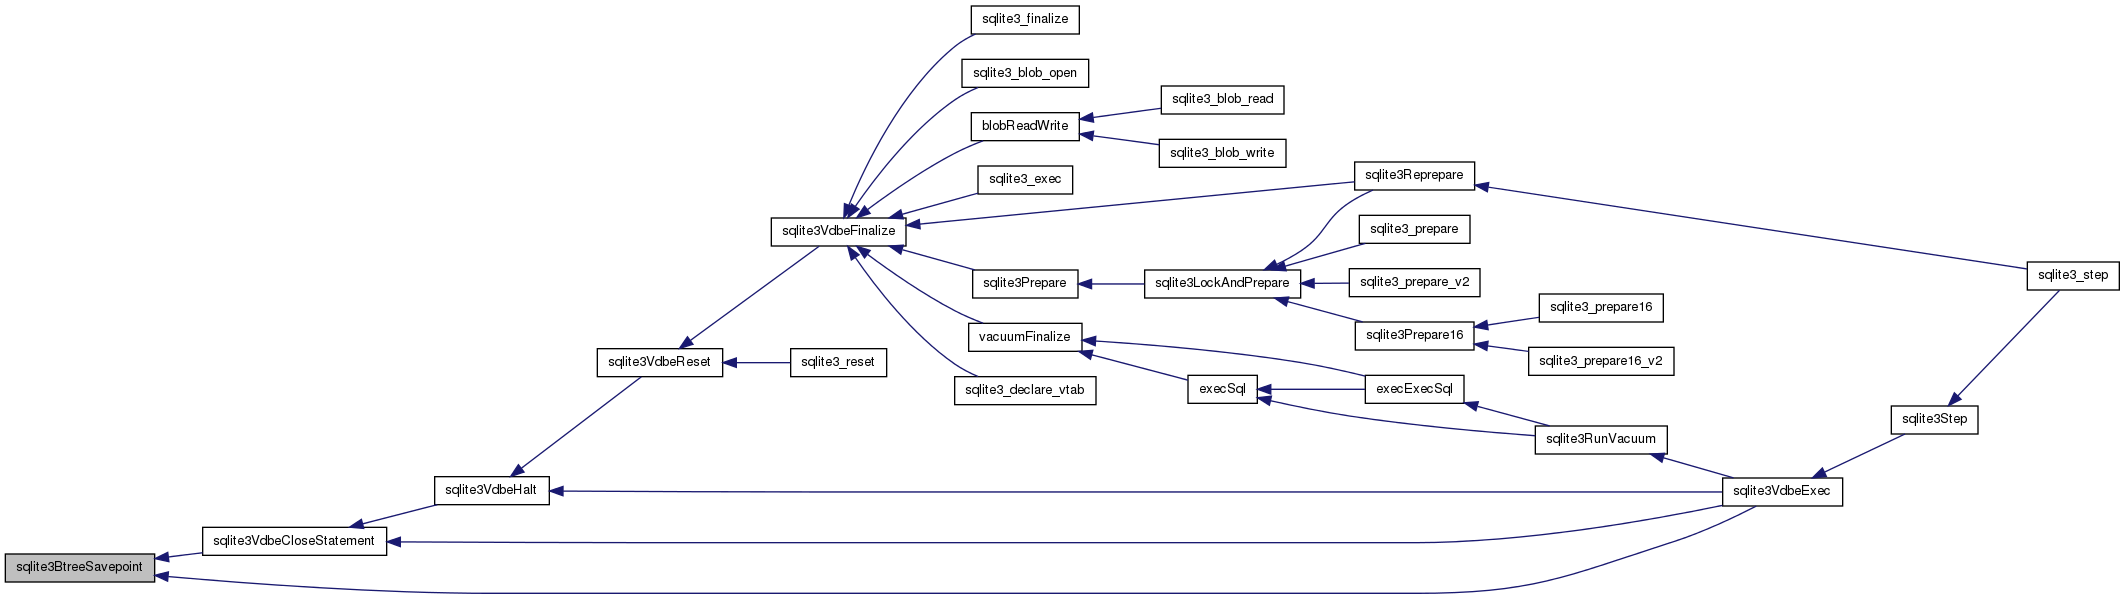 sqlite3_finalize
sqlite3_blob_open
sqlite3_blob_read
blobReadWrite
sqlite3_blob_write
sqlite3_exec
sqlite3Reprepare
sqlite3VdbeFinalize
sqlite3_prepare
sqlite3_step
sqlite3Prepare
sqlite3LockAndPrepare
sqlite3_prepare_v2
sqlite3_prepare16
vacuumFinalize
sqlite3Prepare16
sqlite3VdbeReset
sqlite3_reset
sqlite3_prepare16_v2
sqlite3_declare_vtab
execSql
execExecSql
sqlite3Step
sqlite3RunVacuum
sqlite3VdbeHalt
sqlite3VdbeExec
sqlite3VdbeCloseStatement
sqlite3BtreeSavepoint